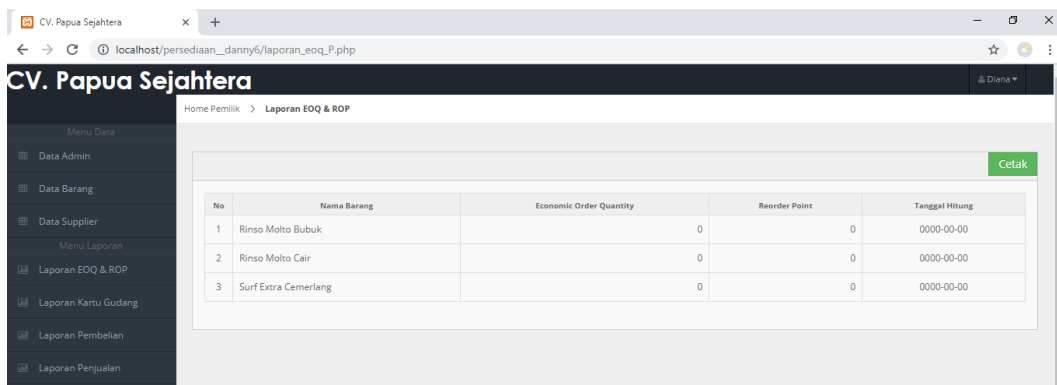 CV. Papua Sejahtera
localhost/persediaan__danny6/laporan_eoq_P.php
CV. Papua Sejahtera
Diana
Home Pemilik > Laporan EOQ & ROP
Menu Data
Data Admin
Data Barang
Data Supplier
Menu Laporan
Laporan EOQ & ROP
Laporan Kartu Gudang
Laporan Pembelian
Laporan Penjualan
Cetak
No Nama Barang Economic Order Quantity Reorder Point Tanggal Hitung
1 Rinso Molto Bubuk 0 0 0000-00-00
2 Rinso Molto Cair 0 0 0000-00-00
3 Surf Extra Cemerlang 0 0 0000-00-00